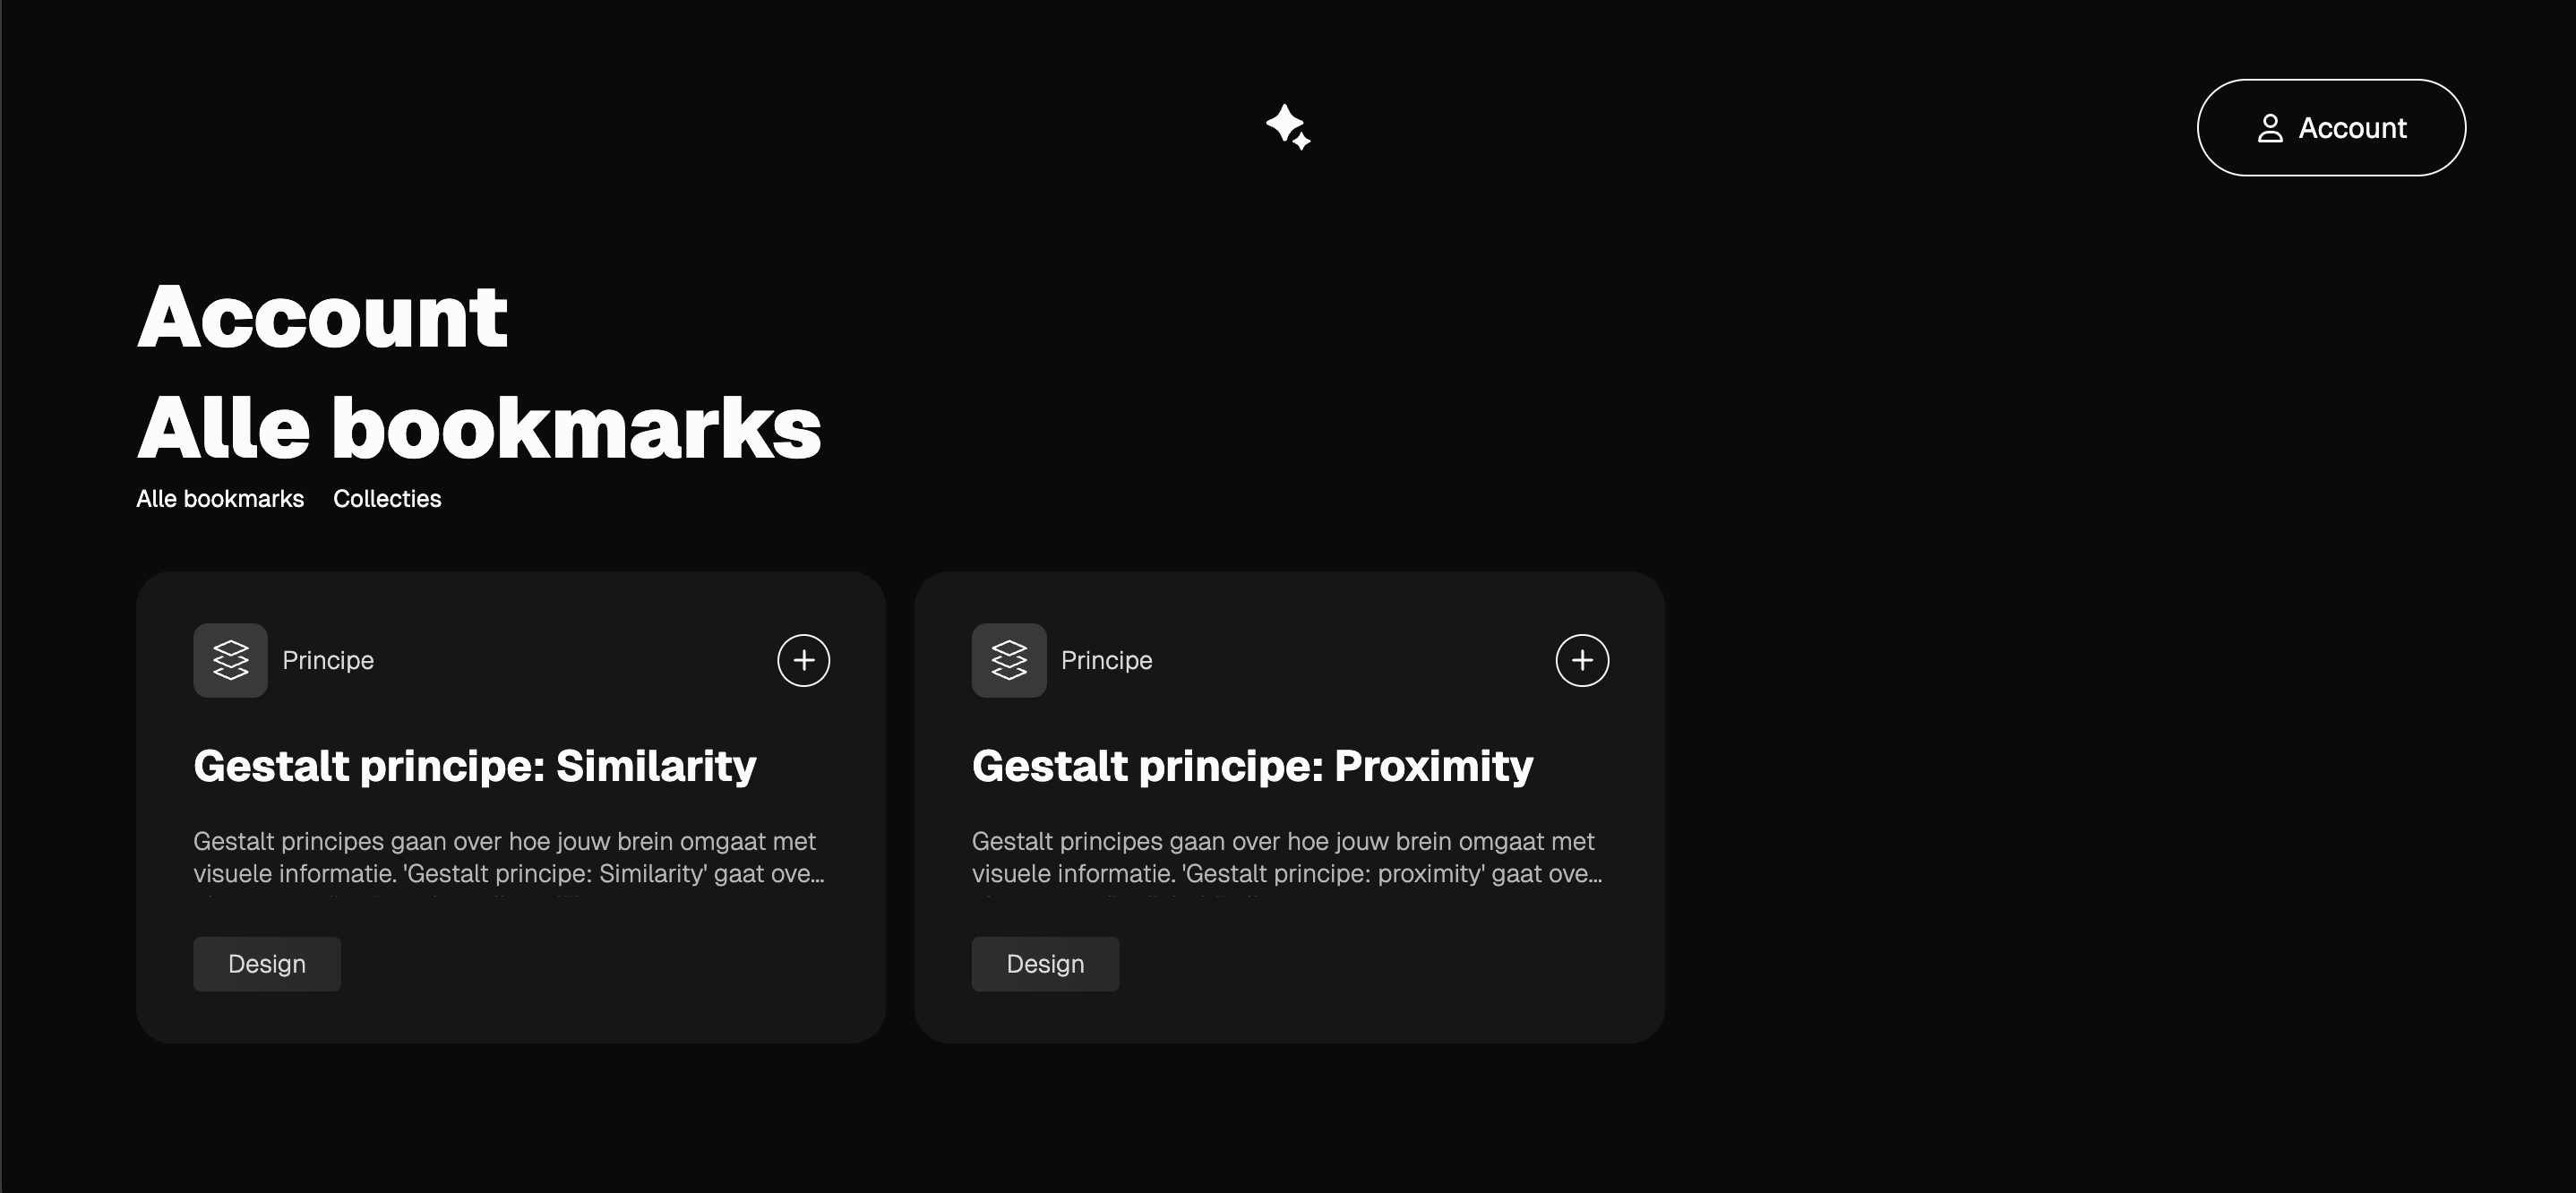 Account
Account
Alle bookmarks
Alle bookmarks Collecties
Principe
Gestalt principe: Similarity
Gestalt principes gaan over hoe jouw brein omgaat met
visuele informatie. 'Gestalt principe: Similarity' gaat ove...
Design
Principe
Gestalt principe: Proximity
Gestalt principes gaan over hoe jouw brein omgaat met
visuele informatie. 'Gestalt principe: proximity' gaat ove...
Design